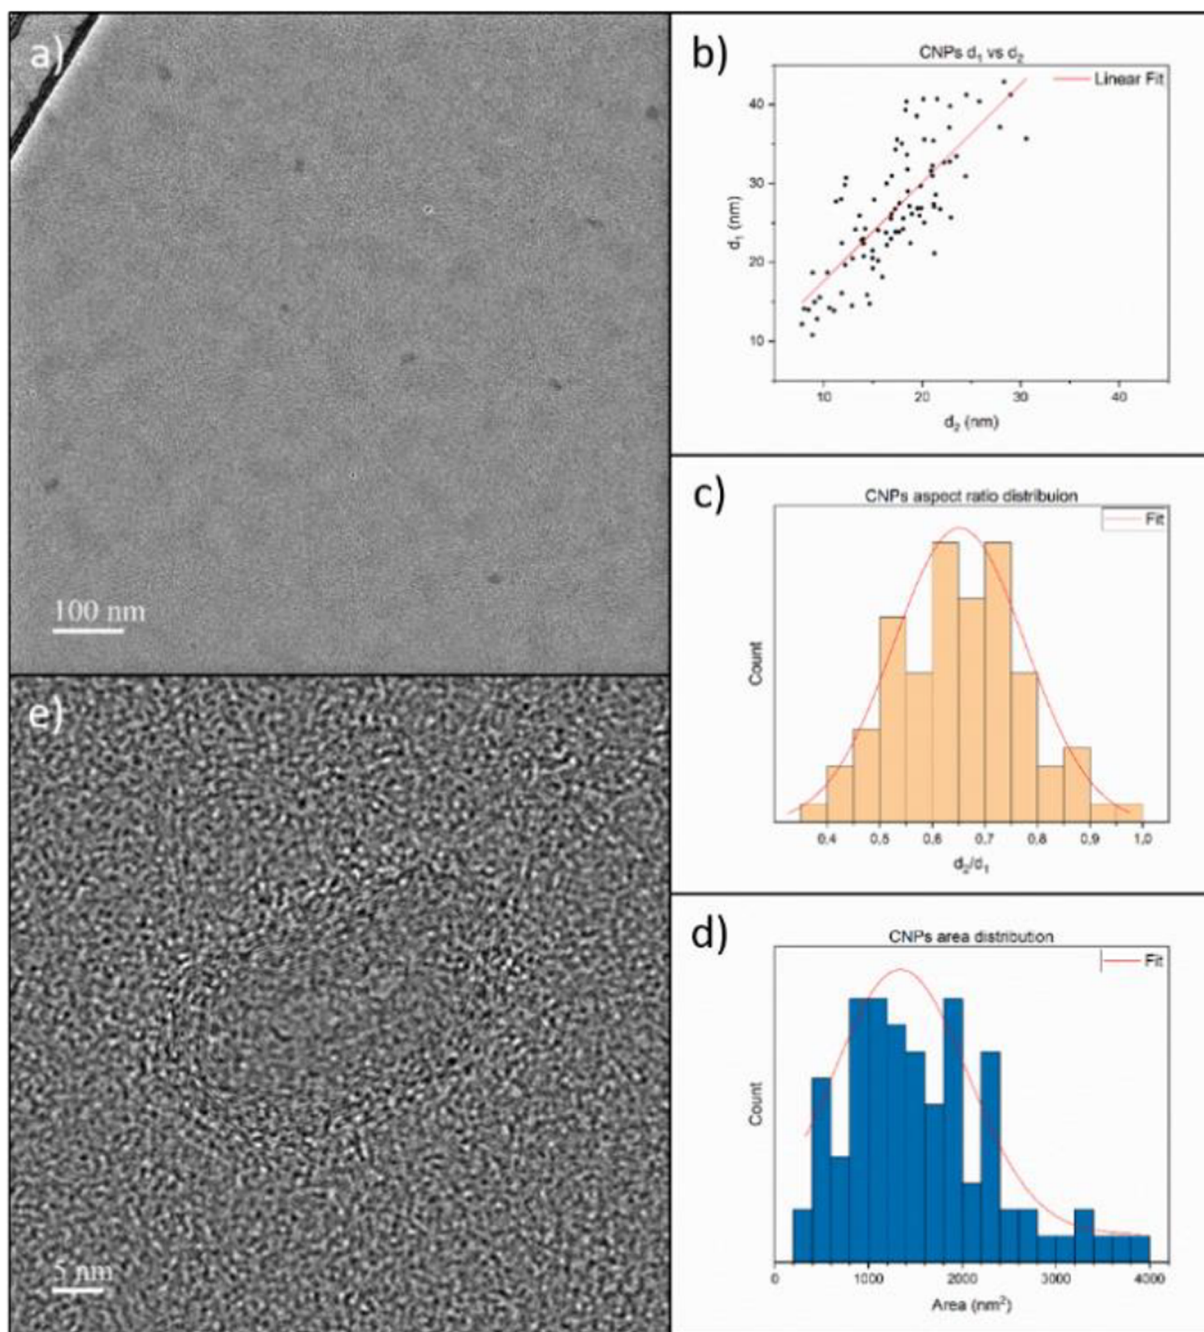 a)
100 nm
b)
CNPs d₁ vs d₂
Linear Fit
40
30
20
10
d₁ (nm)
10 20 30 40
d₂ (nm)
c)
CNPs aspect ratio distribuion
Fit
Count
0,4 0,5 0,6 0,7 0,8 0,9 1,0
d₂/d₁
e)
5 nm
d)
CNPs area distribution
Fit
Count
0 1000 2000 3000 4000
Area (nm²)